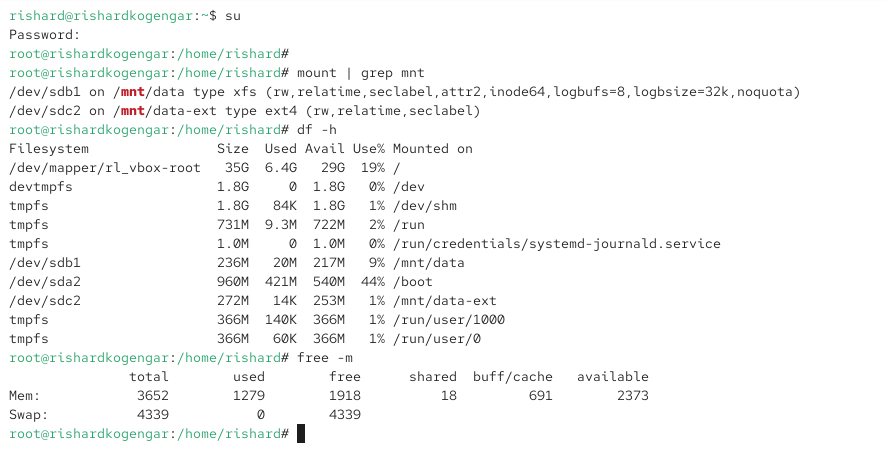 rishard@rishardkogengar:~$ su
Password:
root@rishardkogengar:/home/rishard#
root@rishardkogengar:/home/rishard# mount | grep mnt
/dev/sdb1 on /mnt/data type xfs (rw,relatime,seclabel,attr2,inode64,logbufs=8,logbsize=32k,noquota)
/dev/sdc2 on /mnt/data-ext type ext4 (rw,relatime,seclabel)
root@rishardkogengar:/home/rishard# df -h
Filesystem                Size  Used Avail Use% Mounted on
/dev/mapper/rl_vbox-root   35G  6.4G   29G  19% /
devtmpfs                  1.8G     0  1.8G   0% /dev
tmpfs                     1.8G   84K  1.8G   1% /dev/shm
tmpfs                     731M  9.3M  722M   2% /run
tmpfs                     1.0M     0  1.0M   0% /run/credentials/systemd-journald.service
/dev/sdb1                 236M   20M  217M   9% /mnt/data
/dev/sda2                 960M  421M  540M  44% /boot
/dev/sdc2                 272M   14K  253M   1% /mnt/data-ext
tmpfs                     366M  140K  366M   1% /run/user/1000
tmpfs                     366M   60K  366M   1% /run/user/0
root@rishardkogengar:/home/rishard# free -m
               total        used        free      shared  buff/cache   available
Mem:            3652        1279        1918          18         691        2373
Swap:           4339           0        4339
root@rishardkogengar:/home/rishard#